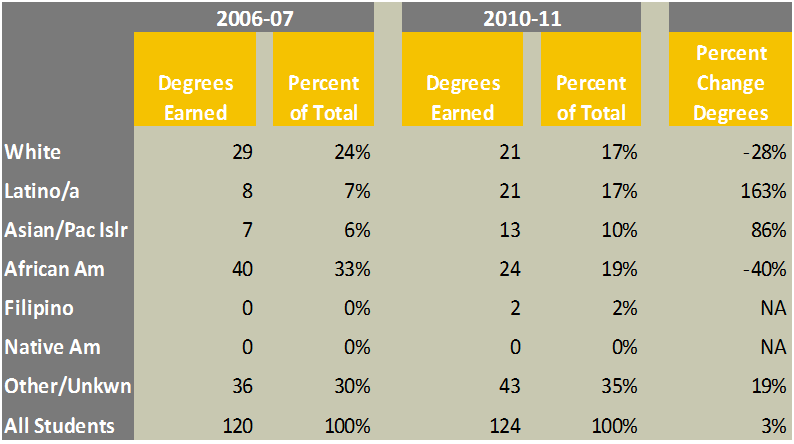 2006-07 2010-11
Degrees Earned Percent of Total Degrees Earned Percent of Total Percent Change Degrees
White 29 24% 21 17% -28%
Latino/a 8 7% 21 17% 163%
Asian/Pac Islr 7 6% 13 10% 86%
African Am 40 33% 24 19% -40%
Filipino 0 0% 2 2% NA
Native Am 0 0% 0 0% NA
Other/Unkwn 36 30% 43 35% 19%
All Students 120 100% 124 100% 3%